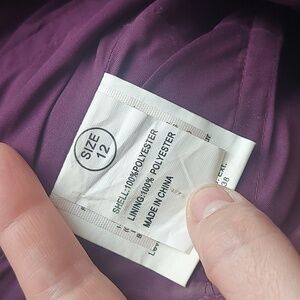 SIZE
12
SHELL:100%POLYESTER
LINING:100% POLYESTER
MADE IN CHINA